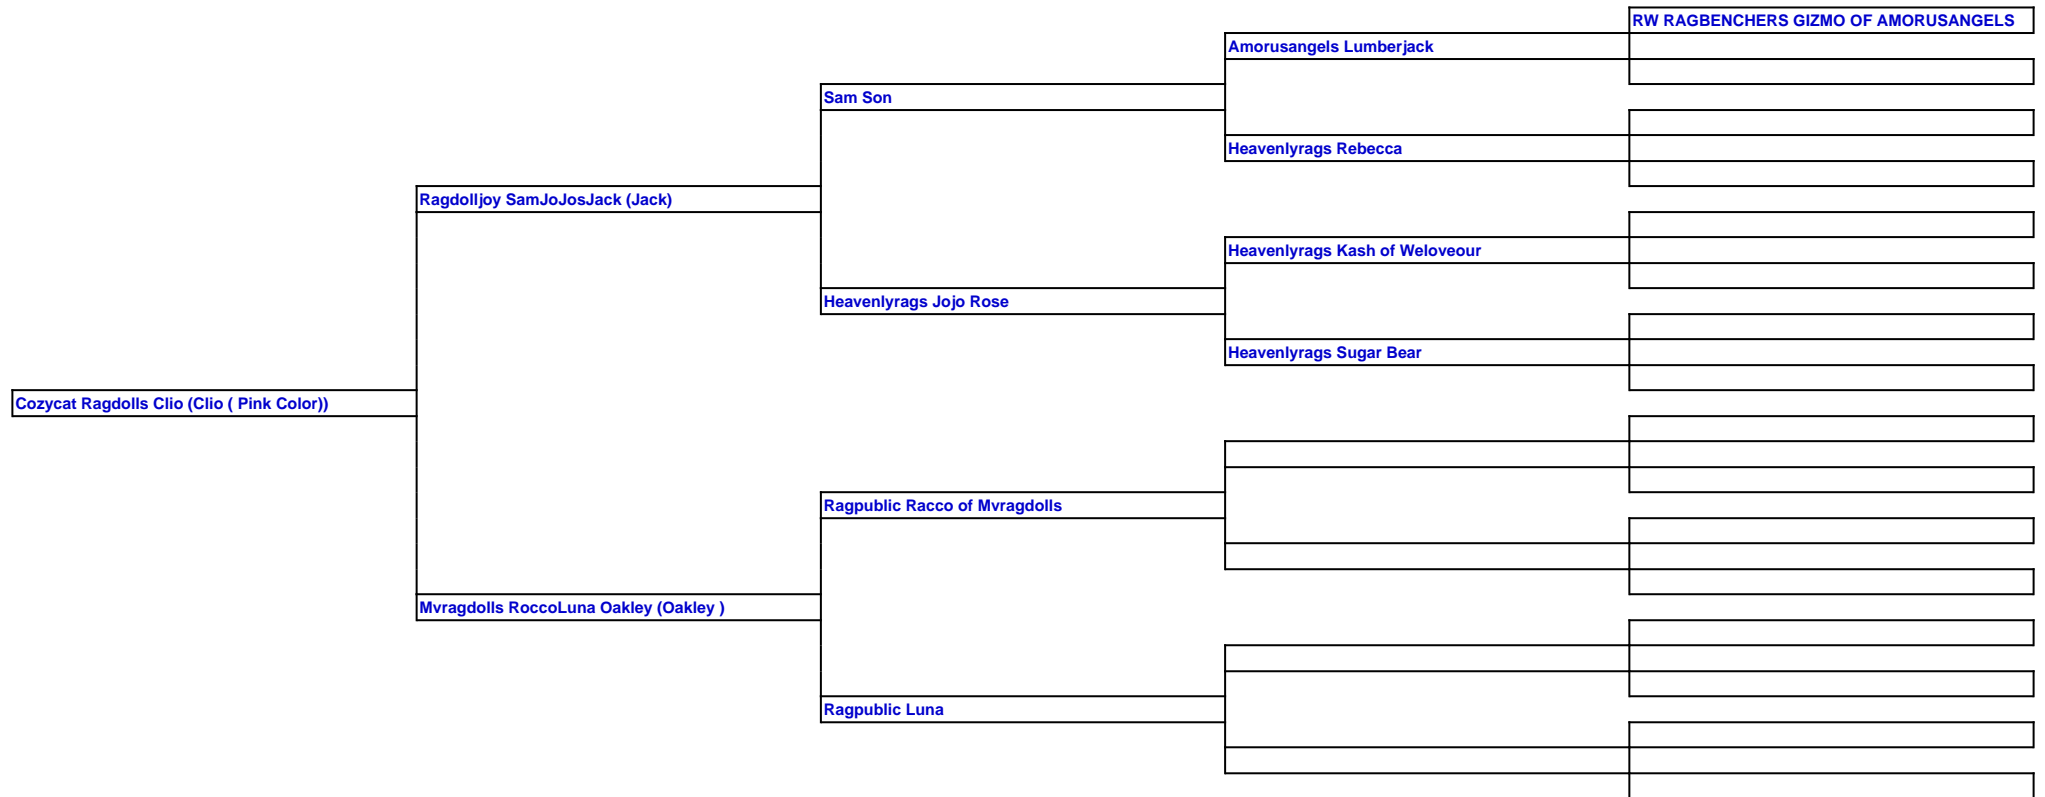 RW RAGBENCHERS GIZMO OF AMORUSANGELS
Amorusangels Lumberjack
Sam Son
Heavenlyrags Rebecca
Ragdolljoy SamJoJosJack (Jack)
Heavenlyrags Kash of Weloveour
Heavenlyrags Jojo Rose
Heavenlyrags Sugar Bear
Cozycat Ragdolls Clio (Clio ( Pink Color))
Ragpublic Racco of Mvragdolls
Mvragdolls RoccoLuna Oakley (Oakley )
Ragpublic Luna